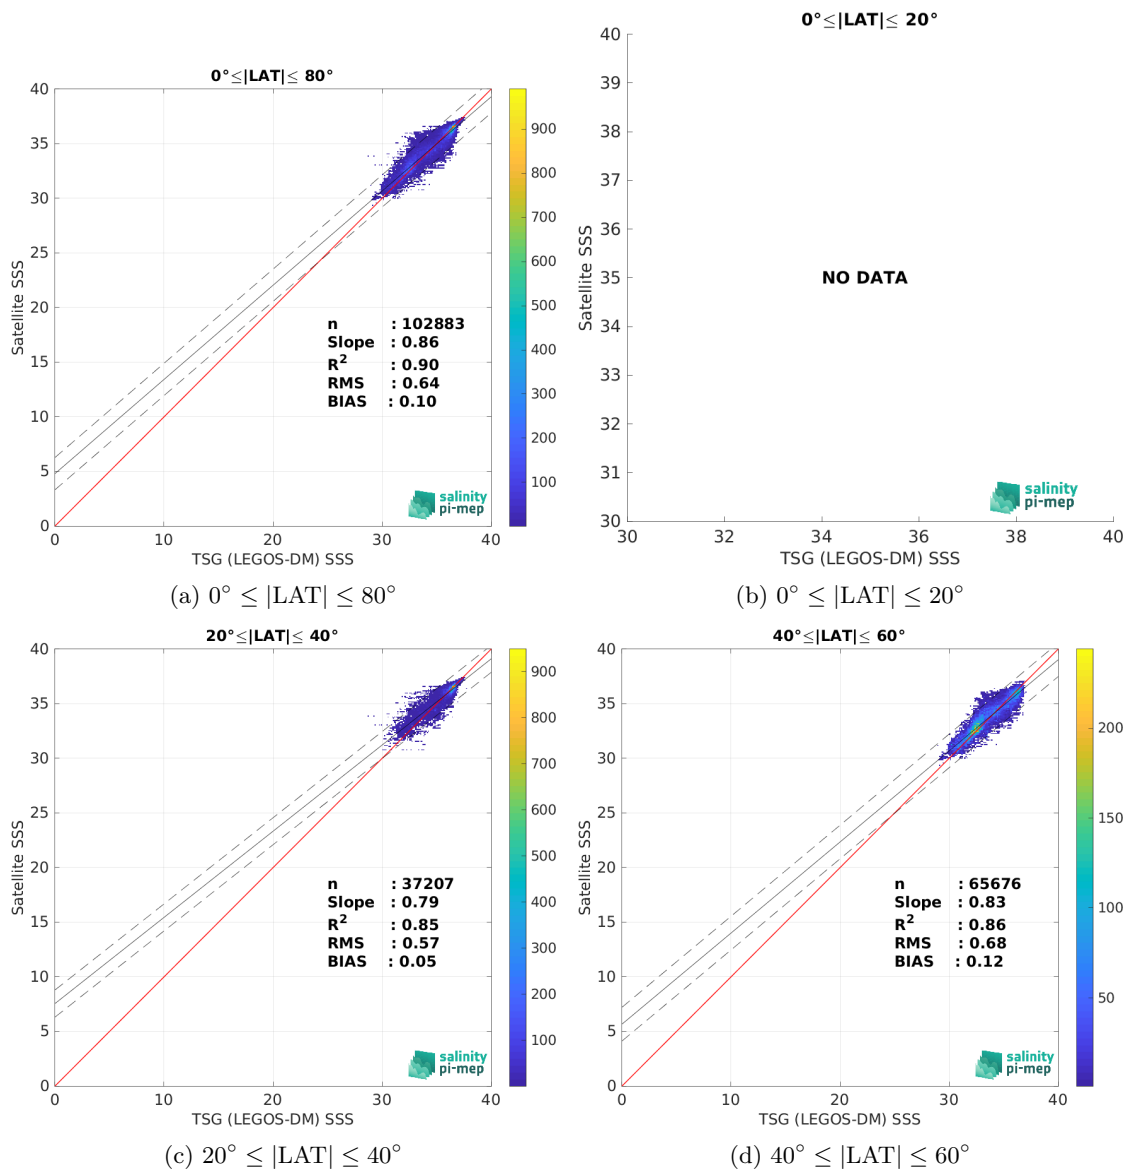 0°≤|LAT|≤ 80°
40
35
30
25
20
15
10
5
0
Satellite SSS
n : 102883
Slope : 0.86
R² : 0.90
RMS : 0.64
BIAS : 0.10
salinity
pi-mep
0 10 20 30 40
TSG (LEGOS-DM) SSS
900
800
700
600
500
400
300
200
100
(a) 0° ≤ |LAT| ≤ 80°
0°≤|LAT|≤ 20°
40
39
38
37
36
35
34
33
32
31
30
Satellite SSS
NO DATA
salinity
pi-mep
30 32 34 36 38 40
TSG (LEGOS-DM) SSS
(b) 0° ≤ |LAT| ≤ 20°
20°≤|LAT|≤ 40°
40
35
30
25
20
15
10
5
0
Satellite SSS
n : 37207
Slope : 0.79
R² : 0.85
RMS : 0.57
BIAS : 0.05
salinity
pi-mep
0 10 20 30 40
TSG (LEGOS-DM) SSS
900
800
700
600
500
400
300
200
100
(c) 20° ≤ |LAT| ≤ 40°
40°≤|LAT|≤ 60°
40
35
30
25
20
15
10
5
0
Satellite SSS
n : 65676
Slope : 0.83
R² : 0.86
RMS : 0.68
BIAS : 0.12
salinity
pi-mep
0 10 20 30 40
TSG (LEGOS-DM) SSS
200
150
100
50
(d) 40° ≤ |LAT| ≤ 60°